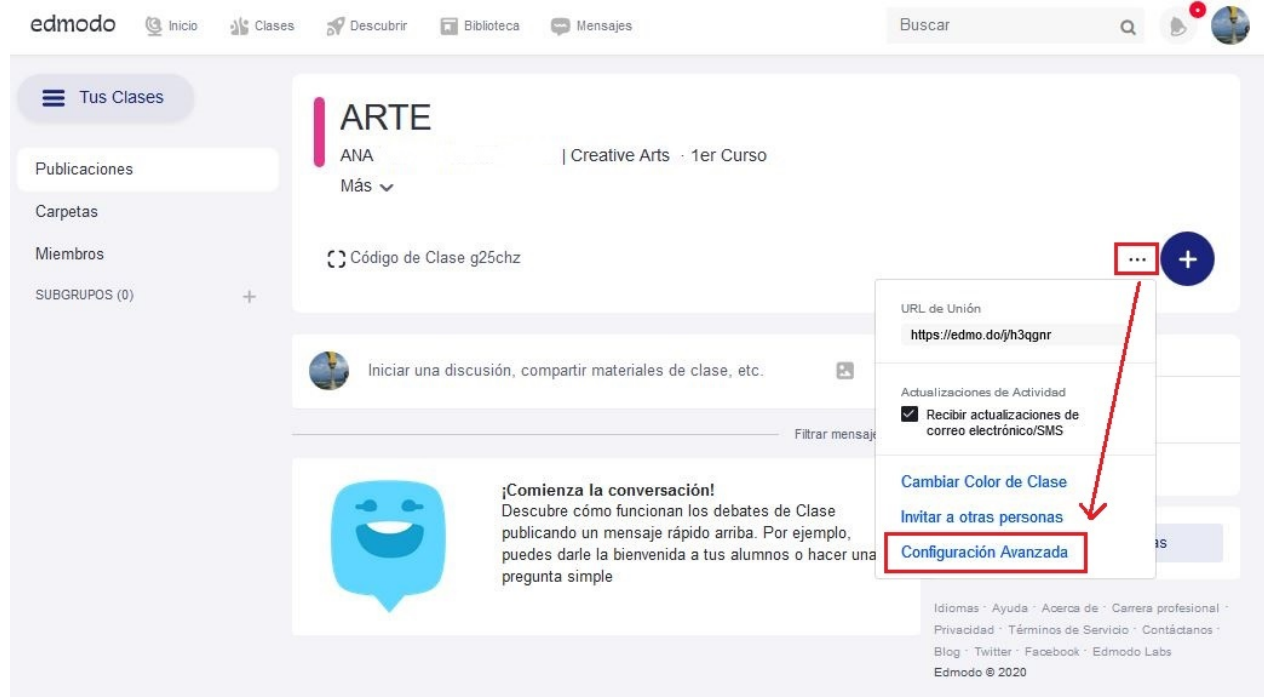 edmodo Inicio Clases Descubrir Biblioteca Mensajes Buscar
Tus Clases
Publicaciones
Carpetas
Miembros
SUBGRUPOS (0) +
ARTE
ANA | Creative Arts · 1er Curso
Más
Código de Clase g25chz
... +
URL de Unión
https://edmo.do/j/h3qgnr
Actualizaciones de Actividad
Recibir actualizaciones de
correo electrónico/SMS
Cambiar Color de Clase
Invitar a otras personas
Configuración Avanzada
Iniciar una discusión, compartir materiales de clase, etc.
Filtrar mensaje
¡Comienza la conversación!
Descubre cómo funcionan los debates de Clase
publicando un mensaje rápido arriba. Por ejemplo,
puedes darle la bienvenida a tus alumnos o hacer una
pregunta simple
as
Idiomas · Ayuda · Acerca de · Carrera profesional ·
Privacidad · Términos de Servicio · Contáctanos ·
Blog · Twitter · Facebook · Edmodo Labs
Edmodo © 2020